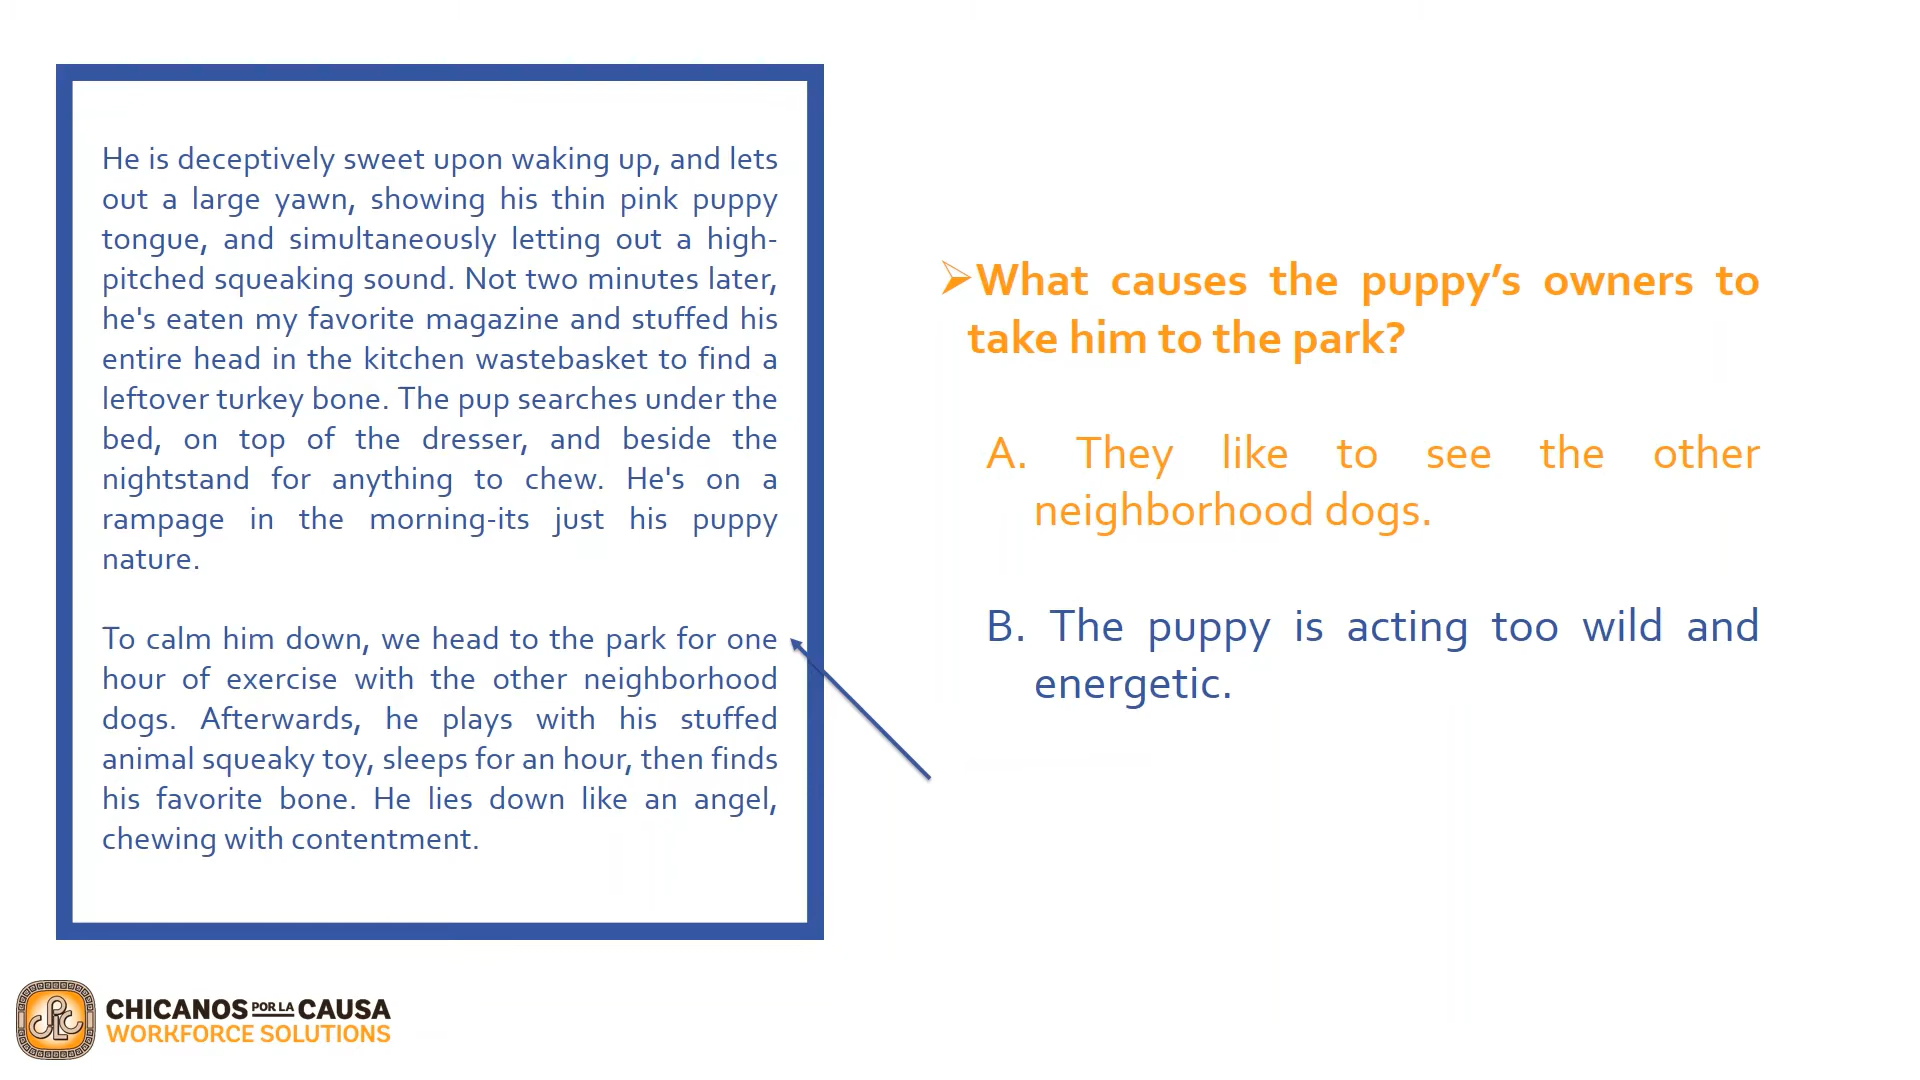 He is deceptively sweet upon waking up, and lets
out a large yawn, showing his thin pink puppy
tongue, and simultaneously letting out a high-
pitched squeaking sound. Not two minutes later,
he's eaten my favorite magazine and stuffed his
entire head in the kitchen wastebasket to find a
leftover turkey bone. The pup searches under the
bed, on top of the dresser, and beside the
nightstand for anything to chew. He's on a
rampage in the morning-its just his puppy
nature.
To calm him down, we head to the park for one
hour of exercise with the other neighborhood
dogs. Afterwards, he plays with his stuffed
animal squeaky toy, sleeps for an hour, then finds
his favorite bone. He lies down like an angel,
chewing with contentment.
What causes the puppy’s owners to
take him to the park?
A. They like to see the other
neighborhood dogs.
B. The puppy is acting too wild and
energetic.
CHICANOS POR LA CAUSA
WORKFORCE SOLUTIONS